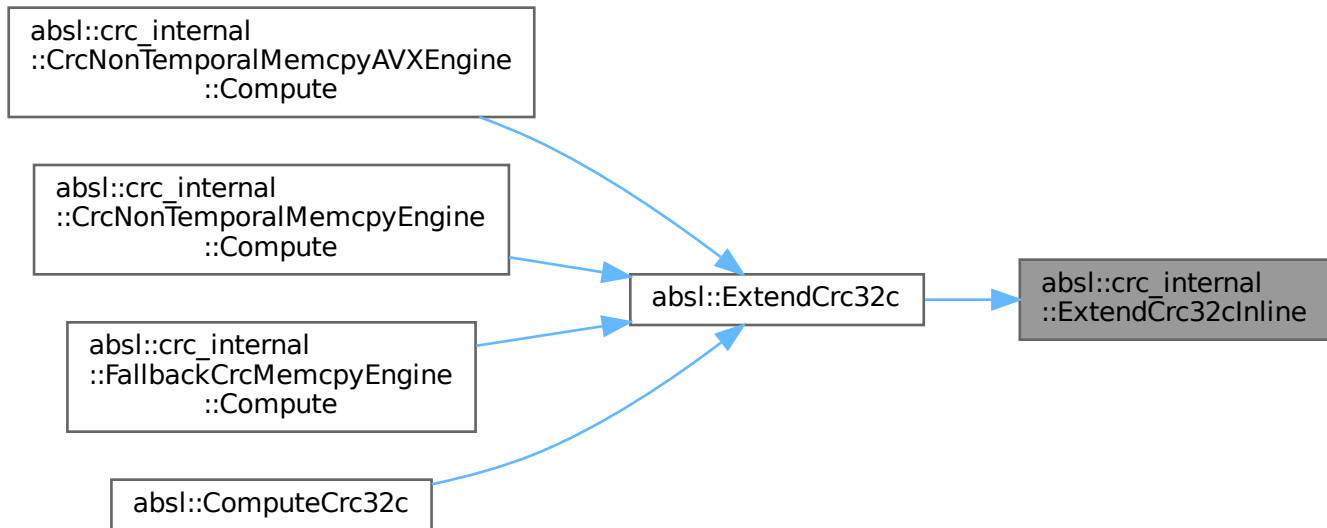 absl::crc_internal
::CrcNonTemporalMemcpyAVXEngine
::Compute
absl::crc_internal
::CrcNonTemporalMemcpyEngine
::Compute
absl::crc_internal
::FallbackCrcMemcpyEngine
::Compute
absl::ComputeCrc32c
absl::ExtendCrc32c
absl::crc_internal
::ExtendCrc32cInline